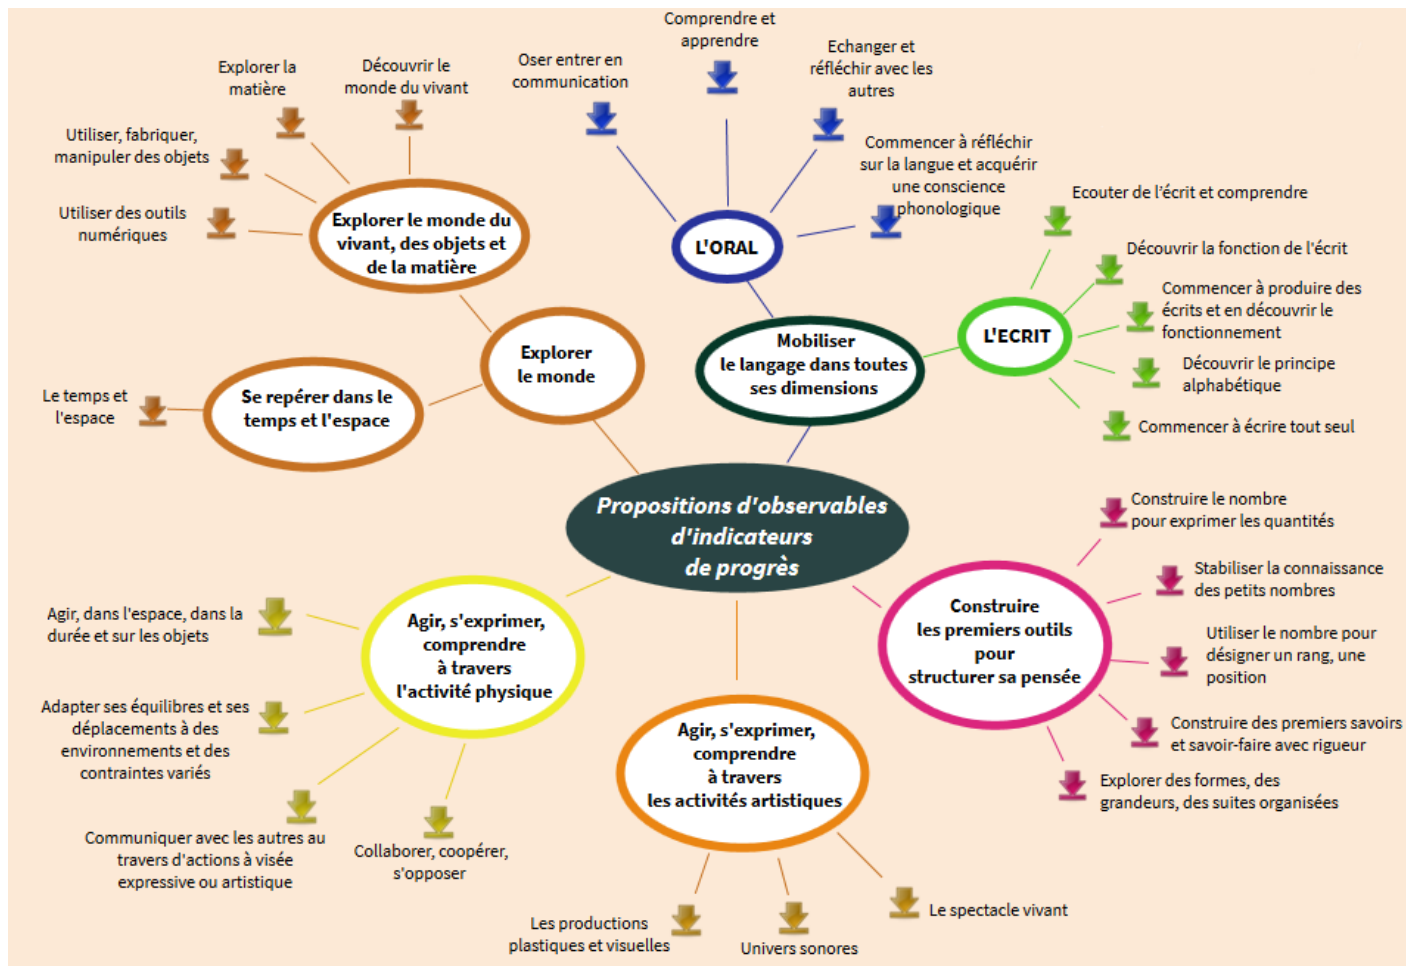 Comprendre et
apprendre
Oser entrer en
communication
Echanger et
réfléchir avec les
autres
Commencer à réfléchir
sur la langue et acquérir
une conscience
phonologique
L'ORAL
Explorer la
matière
Découvrir le
monde du vivant
Utiliser, fabriquer,
manipuler des objets
Utiliser des outils
numériques
Explorer le monde du
vivant, des objets et
de la matière
Explorer
le monde
Se repérer dans le
temps et l'espace
Le temps et
l'espace
Mobiliser
le langage dans toutes
ses dimensions
L'ECRIT
Ecouter de l’écrit et comprendre
Découvrir la fonction de l'écrit
Commencer à produire des
écrits et en découvrir le
fonctionnement
Découvrir le principe
alphabétique
Commencer à écrire tout seul
Propositions d'observables
d'indicateurs
de progrès
Construire
les premiers outils
pour
structurer sa pensée
Construire le nombre
pour exprimer les quantités
Stabiliser la connaissance
des petits nombres
Utiliser le nombre pour
désigner un rang, une
position
Construire des premiers savoirs
et savoir-faire avec rigueur
Explorer des formes, des
grandeurs, des suites organisées
Agir, s'exprimer,
comprendre
à travers
l'activité physique
Agir, dans l'espace, dans la
durée et sur les objets
Adapter ses équilibres et ses
déplacements à des
environnements et des
contraintes variés
Communiquer avec les autres au
travers d'actions à visée
expressive ou artistique
Collaborer, coopérer,
s'opposer
Agir, s'exprimer,
comprendre
à travers
les activités artistiques
Les productions
plastiques et visuelles
Univers sonores
Le spectacle vivant